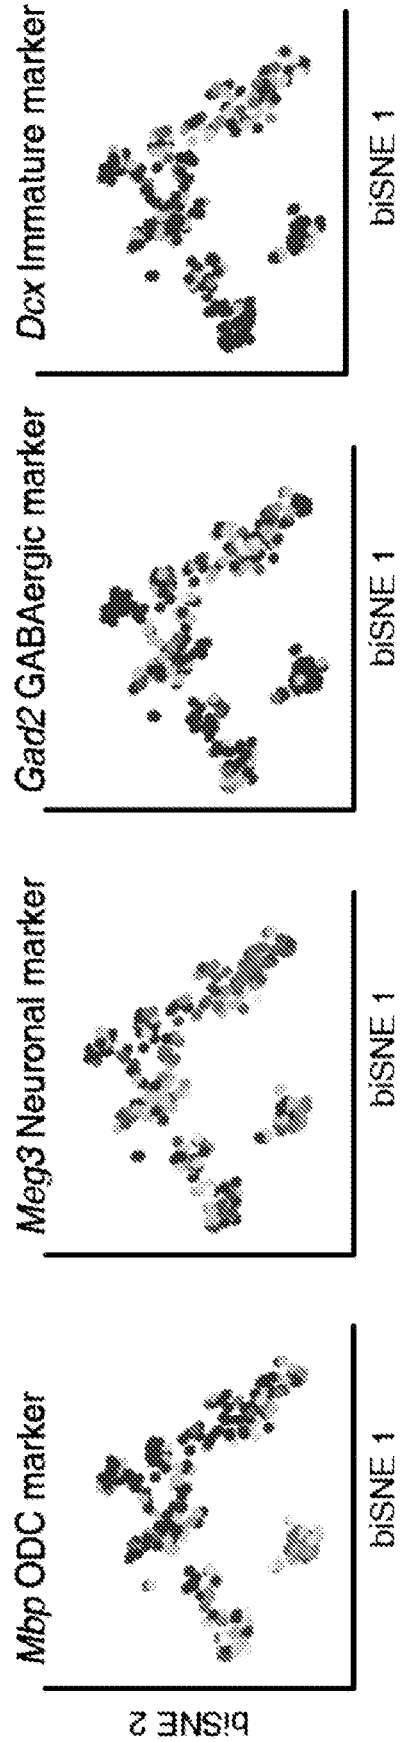 Mbp ODC marker
Meg3 Neuronal marker
Gad2 GABAergic marker
Dcx Immature marker
biSNE 2
biSNE 1
biSNE 1
biSNE 1
biSNE 1